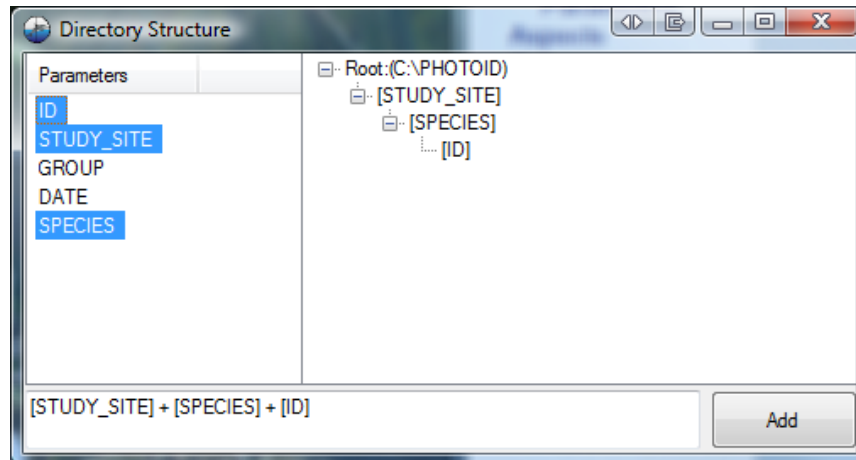 Directory Structure
Parameters
ID
STUDY_SITE
GROUP
DATE
SPECIES
Root:(C:\PHOTOID)
[STUDY_SITE]
[SPECIES]
[ID]
[STUDY_SITE] + [SPECIES] + [ID]
Add